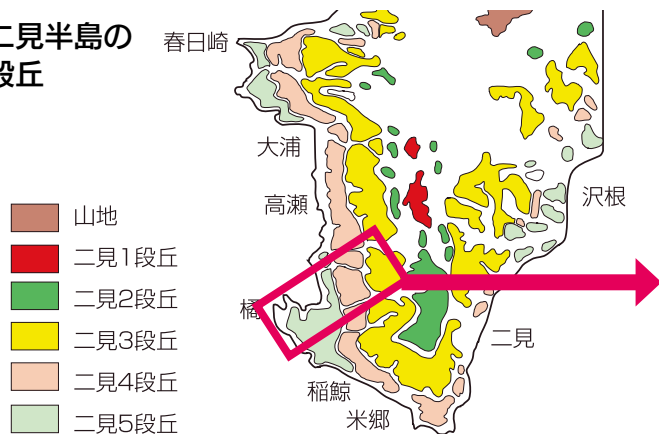 二見半島の
段丘
春日崎
大浦
高瀬
沢根
橘
二見
稲鯨
米郷
山地
二見1段丘
二見2段丘
二見3段丘
二見4段丘
二見5段丘